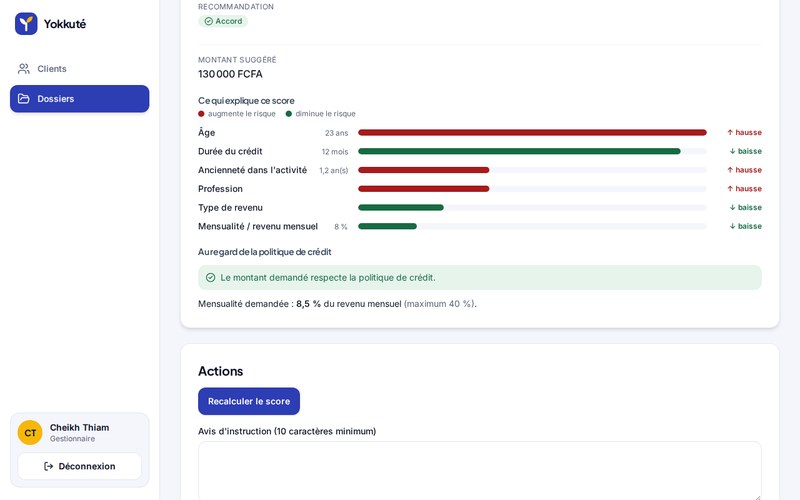 Yokkuté
Clients
Dossiers
RECOMMANDATION
Accord
MONTANT SUGGÉRÉ
130 000 FCFA
Ce qui explique ce score
augmente le risque diminue le risque
Âge 23 ans ↑ hausse
Durée du crédit 12 mois ↓ baisse
Ancienneté dans l'activité 1,2 an(s) ↑ hausse
Profession ↑ hausse
Type de revenu ↓ baisse
Mensualité / revenu mensuel 8 % ↓ baisse
Au regard de la politique de crédit
Le montant demandé respecte la politique de crédit.
Mensualité demandée : 8,5 % du revenu mensuel (maximum 40 %).
Actions
Recalculer le score
Avis d'instruction (10 caractères minimum)
CT
Cheikh Thiam
Gestionnaire
Déconnexion